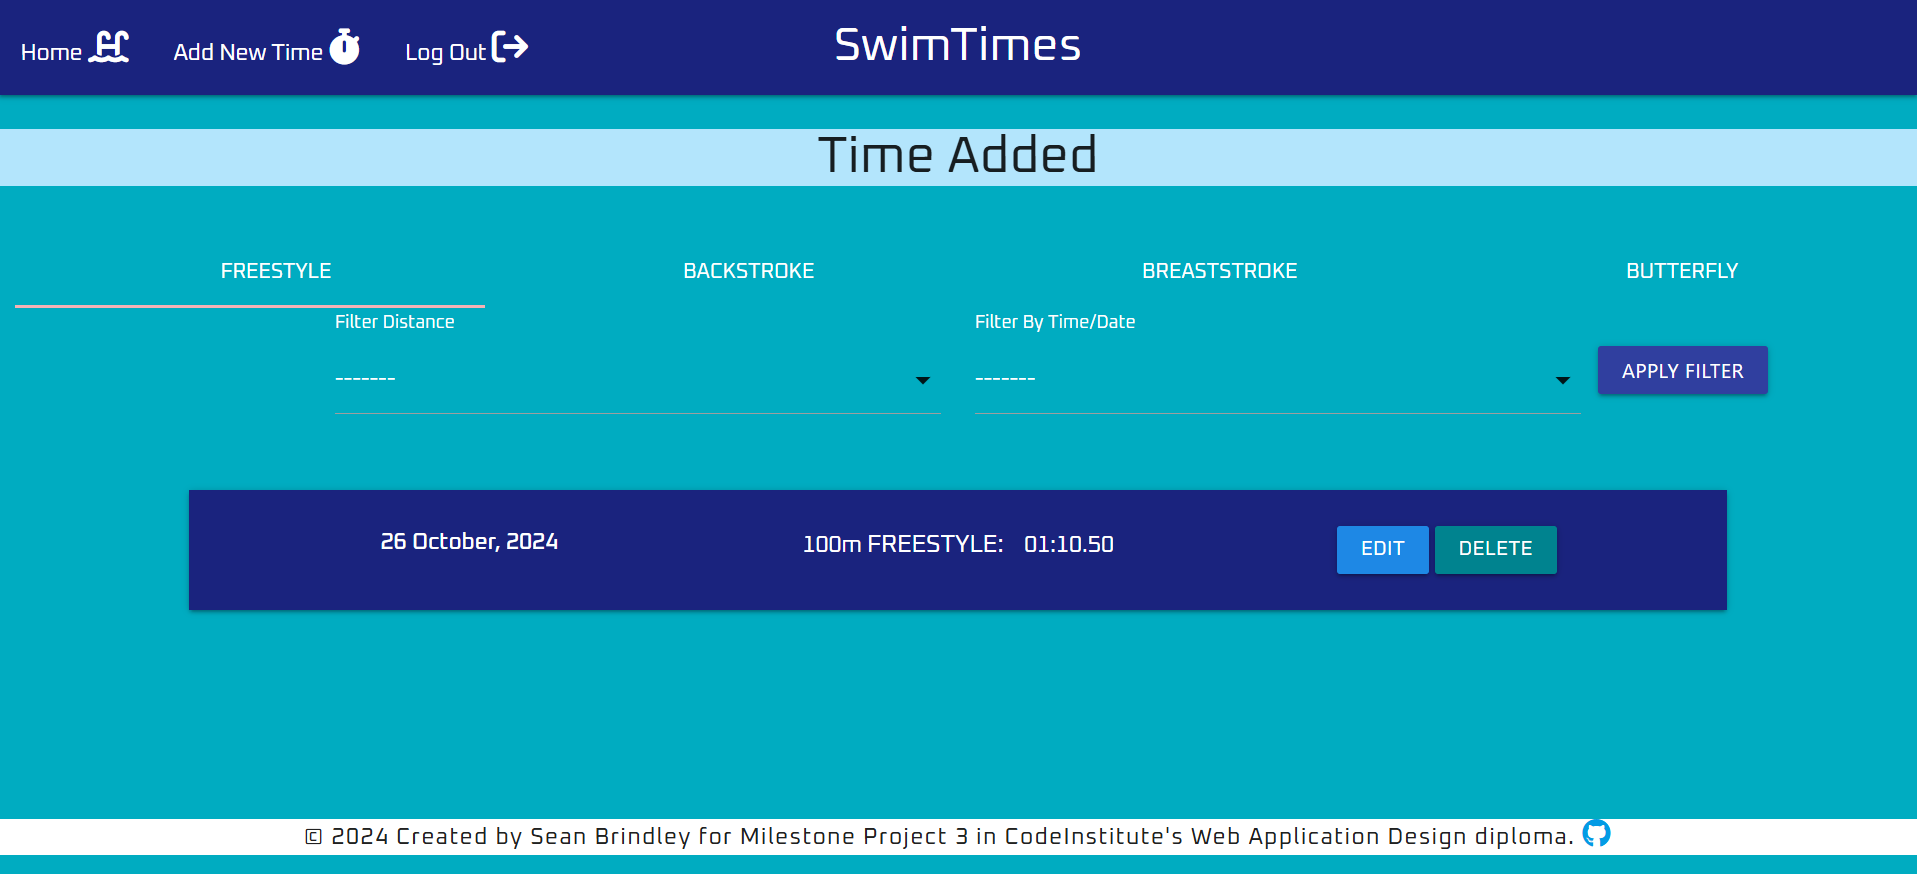 Home Add New Time Log Out SwimTimes
Time Added
FREESTYLE BACKSTROKE BREASTSTROKE BUTTERFLY
Filter Distance Filter By Time/Date
------- ------- APPLY FILTER
26 October, 2024 100m FREESTYLE: 01:10.50 EDIT DELETE
© 2024 Created by Sean Brindley for Milestone Project 3 in CodeInstitute's Web Application Design diploma.